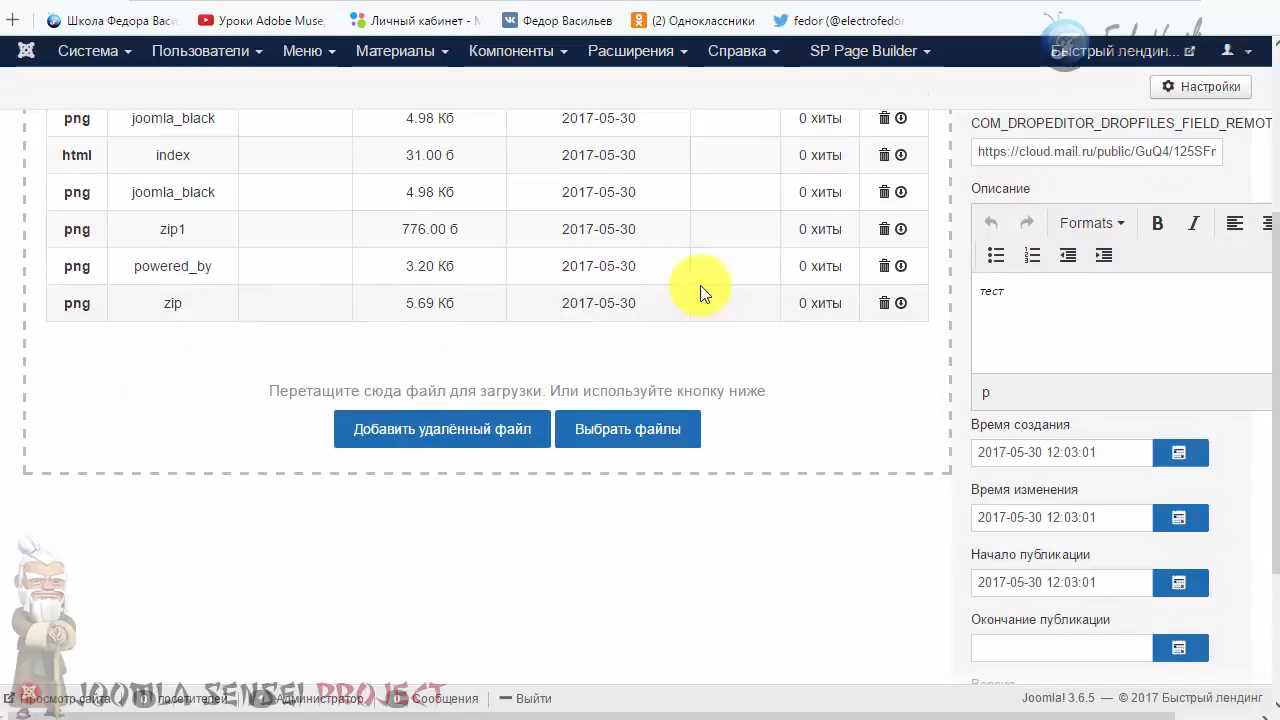 Школа Федора Васи
Уроки Adobe Muse,
Личный кабинет - М
Федор Васильев
(2) Одноклассники
fedor (@electrofedor
Система
Пользователи
Меню
Материалы
Компоненты
Расширения
Справка
SP Page Builder
Быстрый лендин...
Настройки
png joomla_black 4.98 Кб 2017-05-30 0 хиты
html index 31.00 б 2017-05-30 0 хиты
png joomla_black 4.98 Кб 2017-05-30 0 хиты
png zip1 776.00 б 2017-05-30 0 хиты
png powered_by 3.20 Кб 2017-05-30 0 хиты
png zip 5.69 Кб 2017-05-30 0 хиты
Перетащите сюда файл для загрузки. Или используйте кнопку ниже
Добавить удалённый файл
Выбрать файлы
COM_DROPEDITOR_DROPFILES_FIELD_REMOT
https://cloud.mail.ru/public/GuQ4/125SFr
Описание
Formats
B I
тест
p
Время создания
2017-05-30 12:03:01
Время изменения
2017-05-30 12:03:01
Начало публикации
2017-05-30 12:03:01
Окончание публикации
Версия
Просмотр сайта
посетителей
Администратор
Сообщения
Выйти
JOOMLA SENSEI PROJECT
Joomla! 3.6.5 — © 2017 Быстрый лендинг